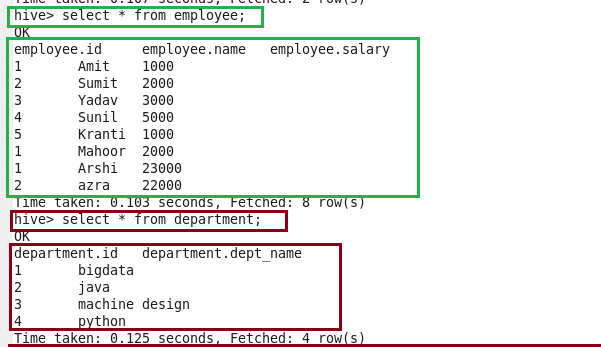 Time taken: 0.107 seconds, Fetched: 2 row(s)
hive> select * from employee;
OK
employee.id employee.name employee.salary
1 Amit 1000
2 Sumit 2000
3 Yadav 3000
4 Sunil 5000
5 Kranti 1000
1 Mahoor 2000
1 Arshi 23000
2 azra 22000
Time taken: 0.103 seconds, Fetched: 8 row(s)
hive> select * from department;
OK
department.id department.dept_name
1 bigdata
2 java
3 machine design
4 python
Time taken: 0.125 seconds, Fetched: 4 row(s)